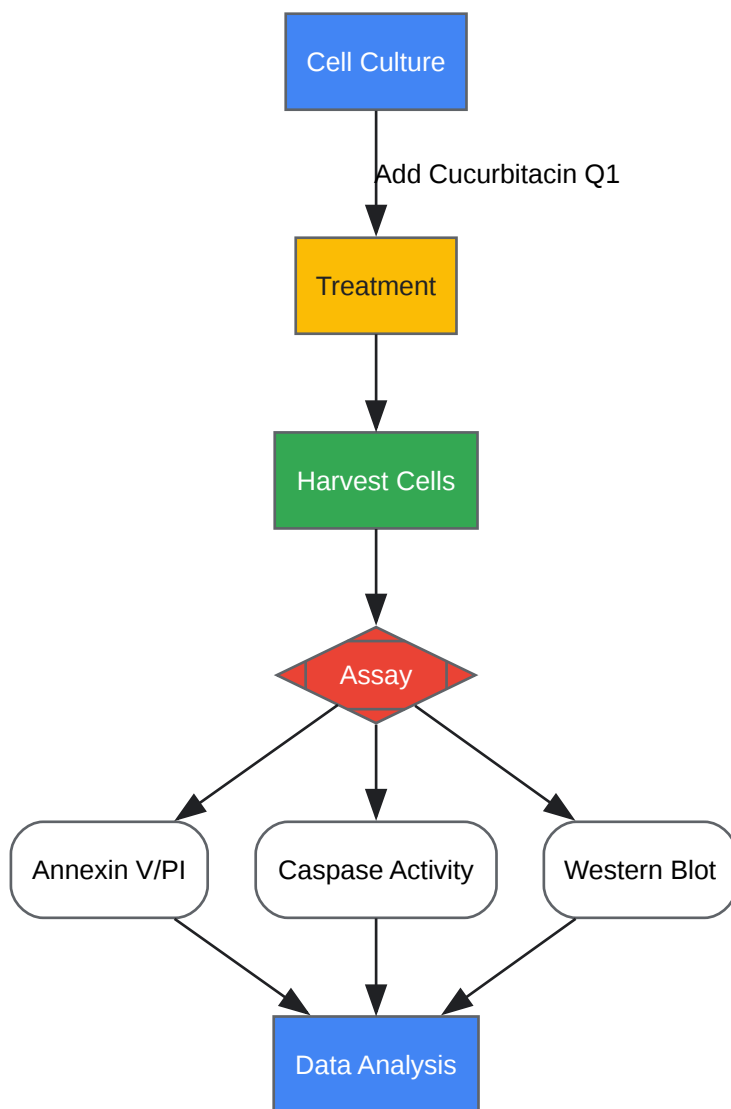 Cell Culture
Add Cucurbitacin Q1
Treatment
Harvest Cells
Assay
Annexin V/PI
Caspase Activity
Western Blot
Data Analysis